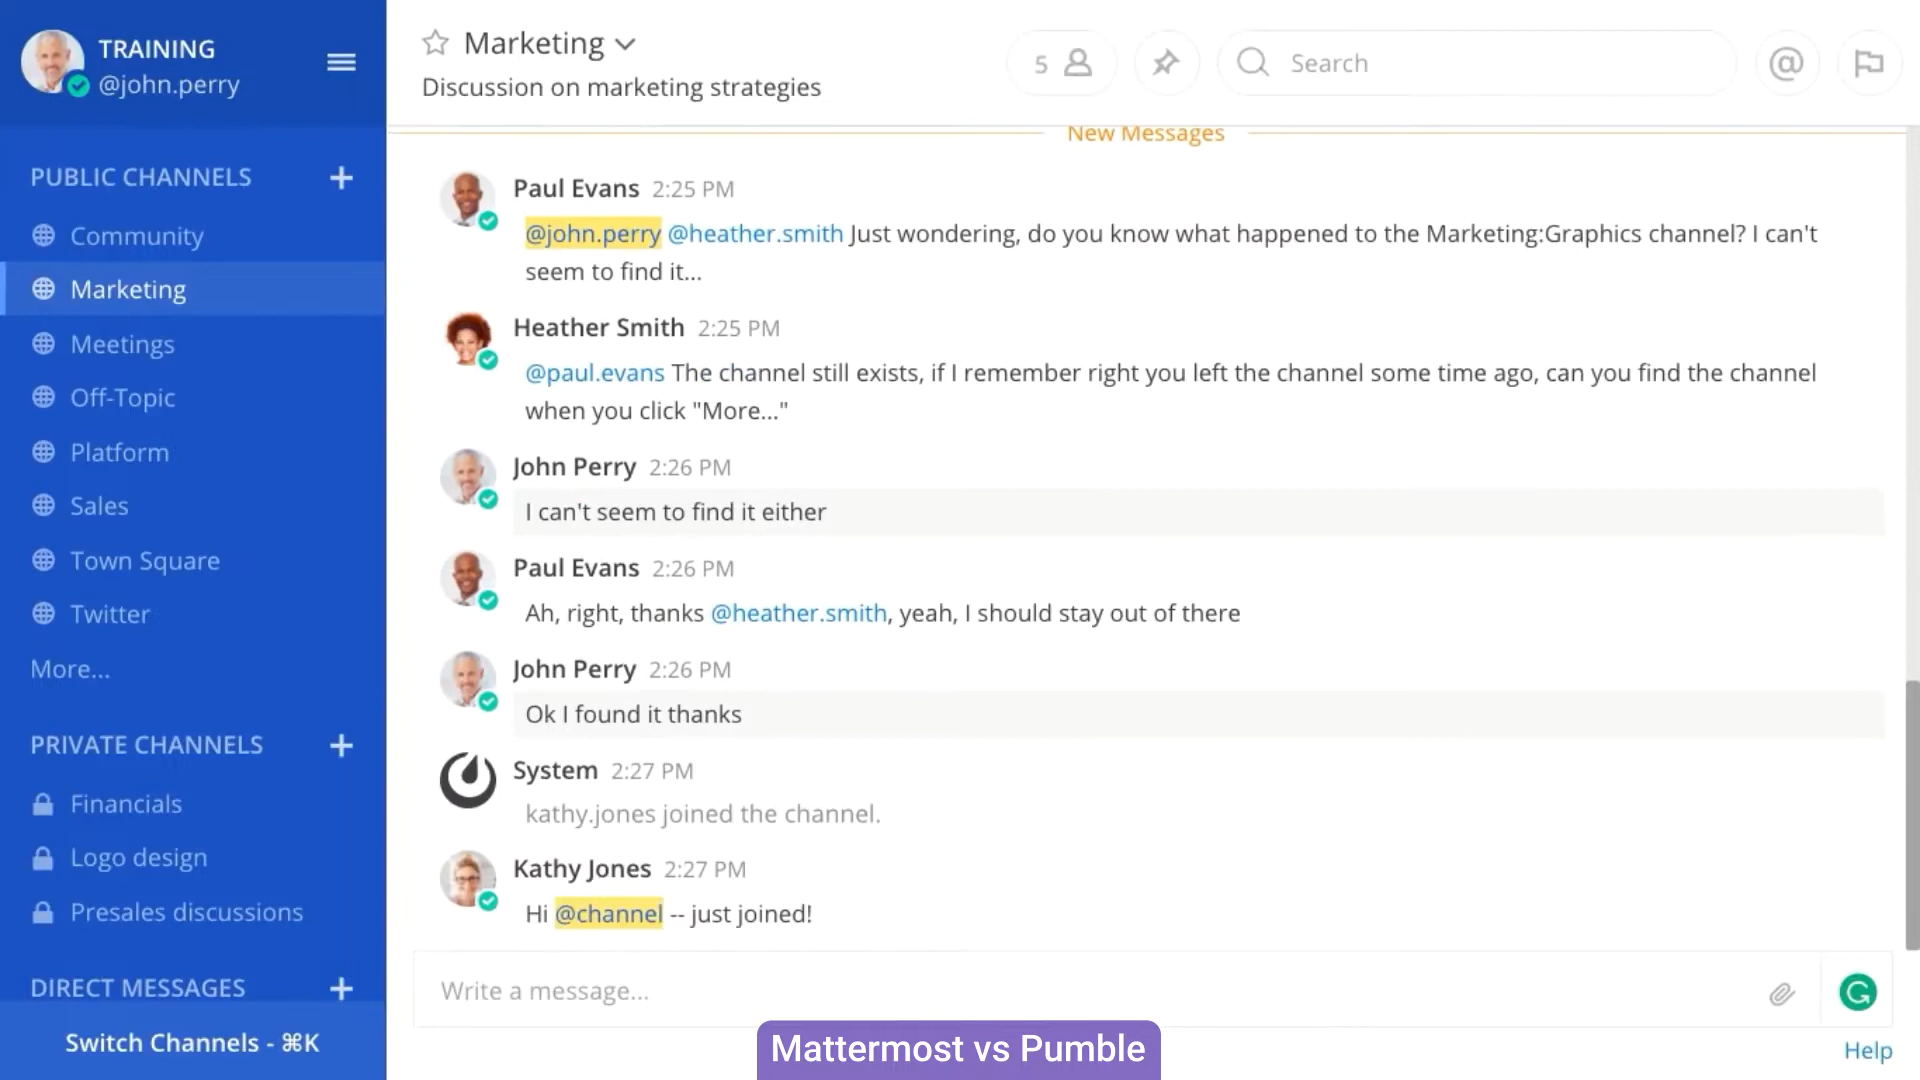 TRAINING
@john.perry
PUBLIC CHANNELS
Community
Marketing
Meetings
Off-Topic
Platform
Sales
Town Square
Twitter
More...
PRIVATE CHANNELS
Financials
Logo design
Presales discussions
DIRECT MESSAGES
Switch Channels - ⌘K
Marketing
Discussion on marketing strategies
5
Search
@
New Messages
Paul Evans 2:25 PM
@john.perry @heather.smith Just wondering, do you know what happened to the Marketing:Graphics channel? I can't
seem to find it...
Heather Smith 2:25 PM
@paul.evans The channel still exists, if I remember right you left the channel some time ago, can you find the channel
when you click "More..."
John Perry 2:26 PM
I can't seem to find it either
Paul Evans 2:26 PM
Ah, right, thanks @heather.smith, yeah, I should stay out of there
John Perry 2:26 PM
Ok I found it thanks
System 2:27 PM
kathy.jones joined the channel.
Kathy Jones 2:27 PM
Hi @channel -- just joined!
Write a message...
Mattermost vs Pumble
Help